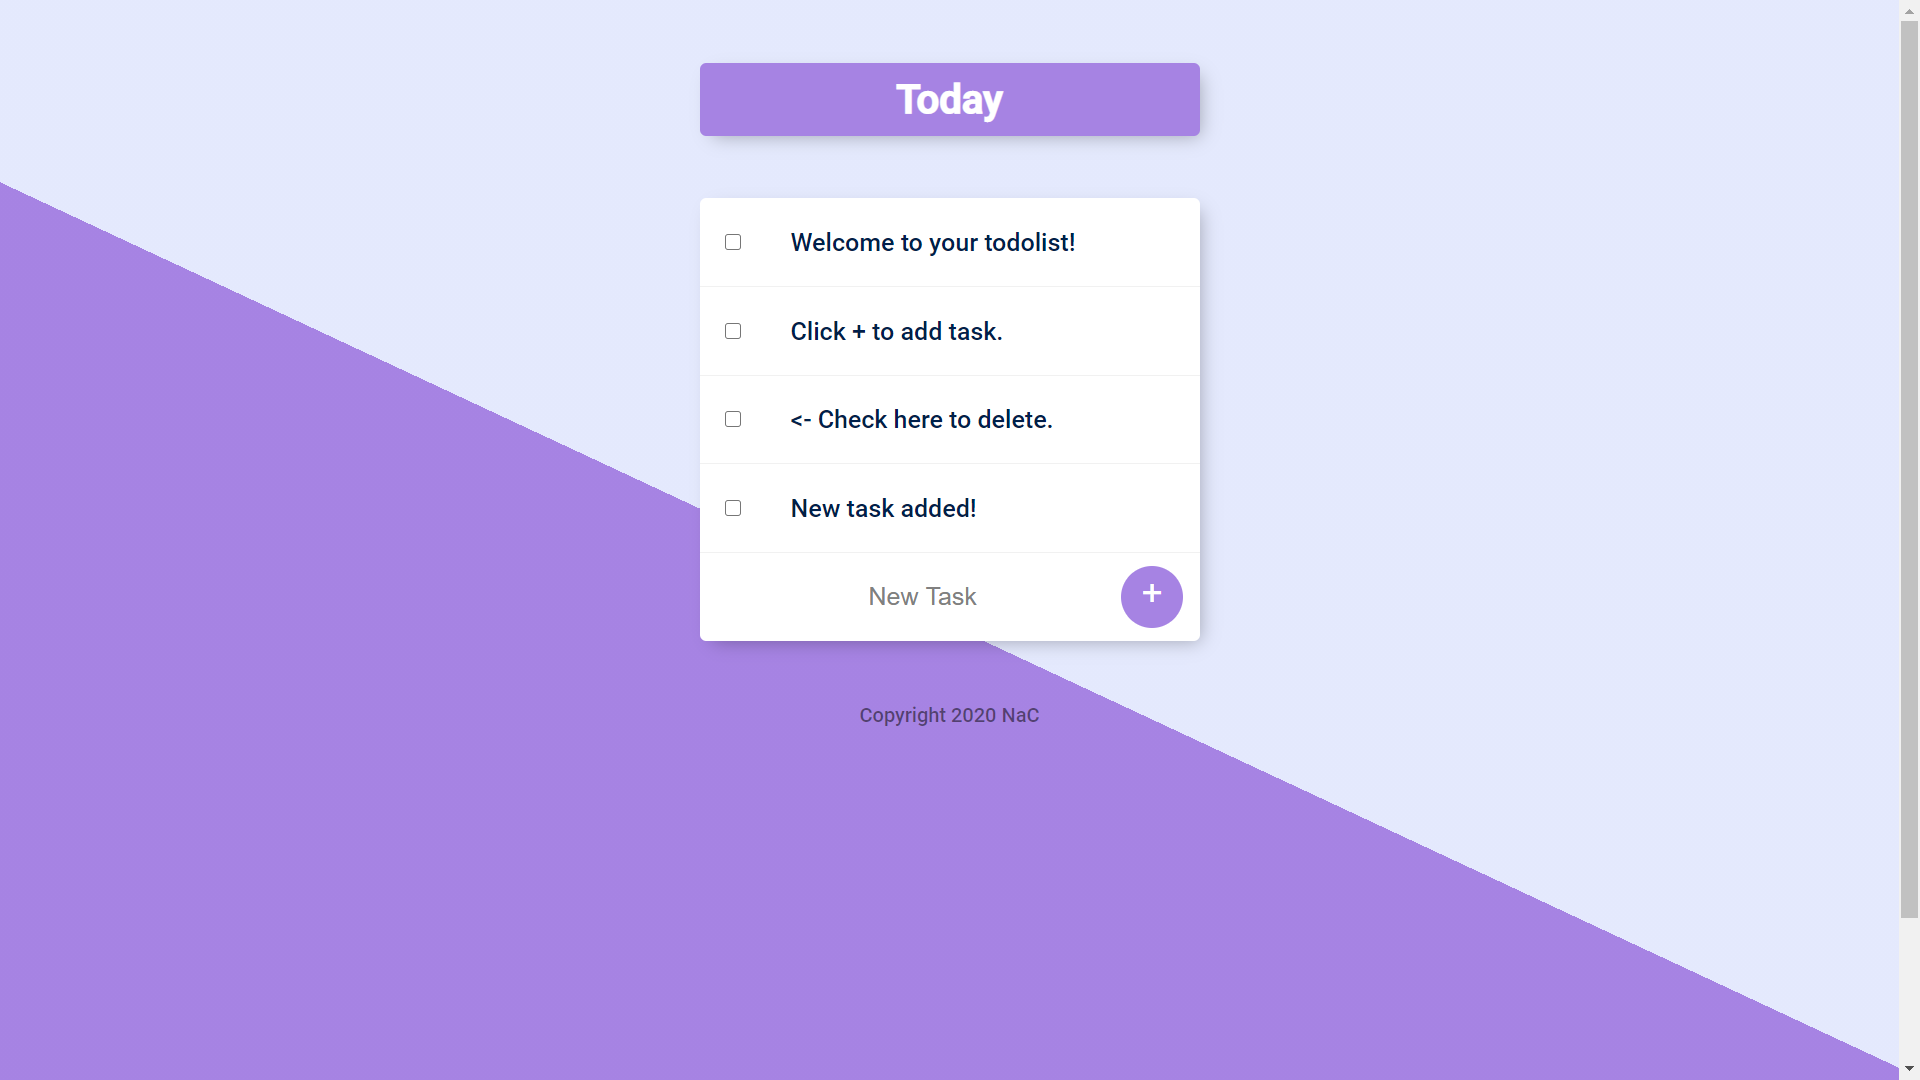 Today
Welcome to your todolist!
Click + to add task.
<- Check here to delete.
New task added!
New Task
+
Copyright 2020 NaC